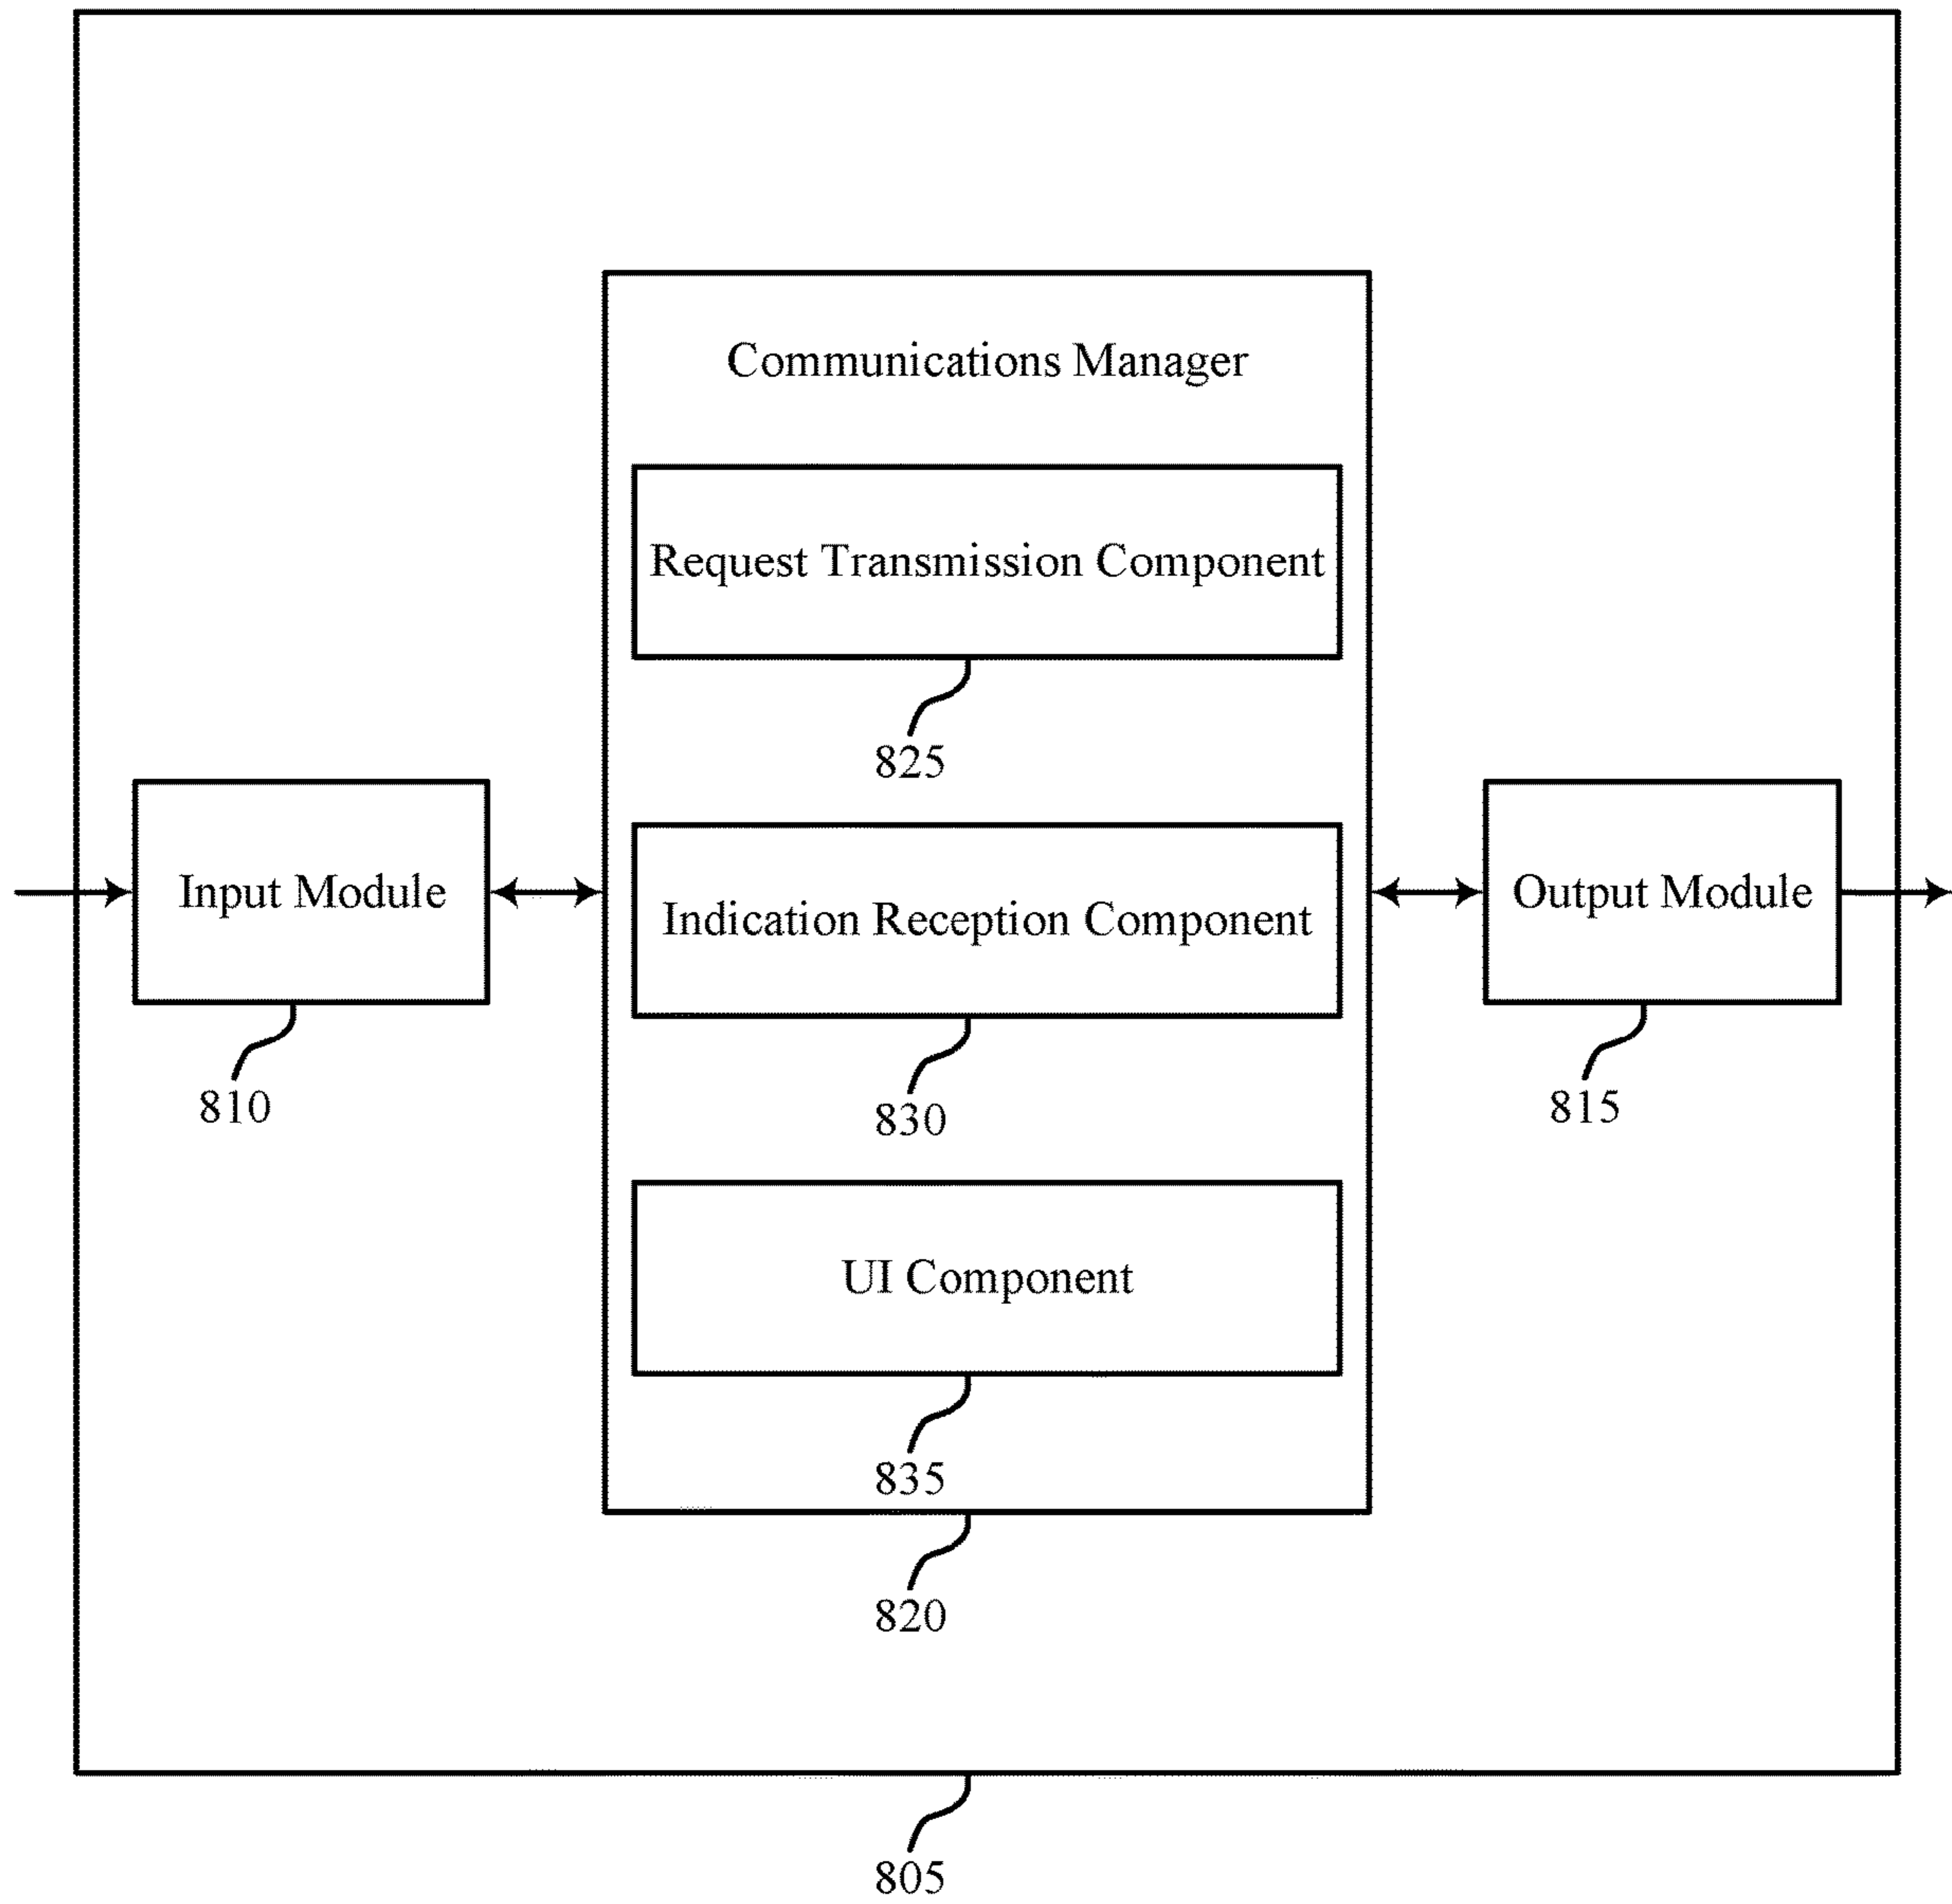 Communications Manager
Request Transmission Component
825
Input Module
810
Indication Reception Component
830
Output Module
815
UI Component
835
820
805